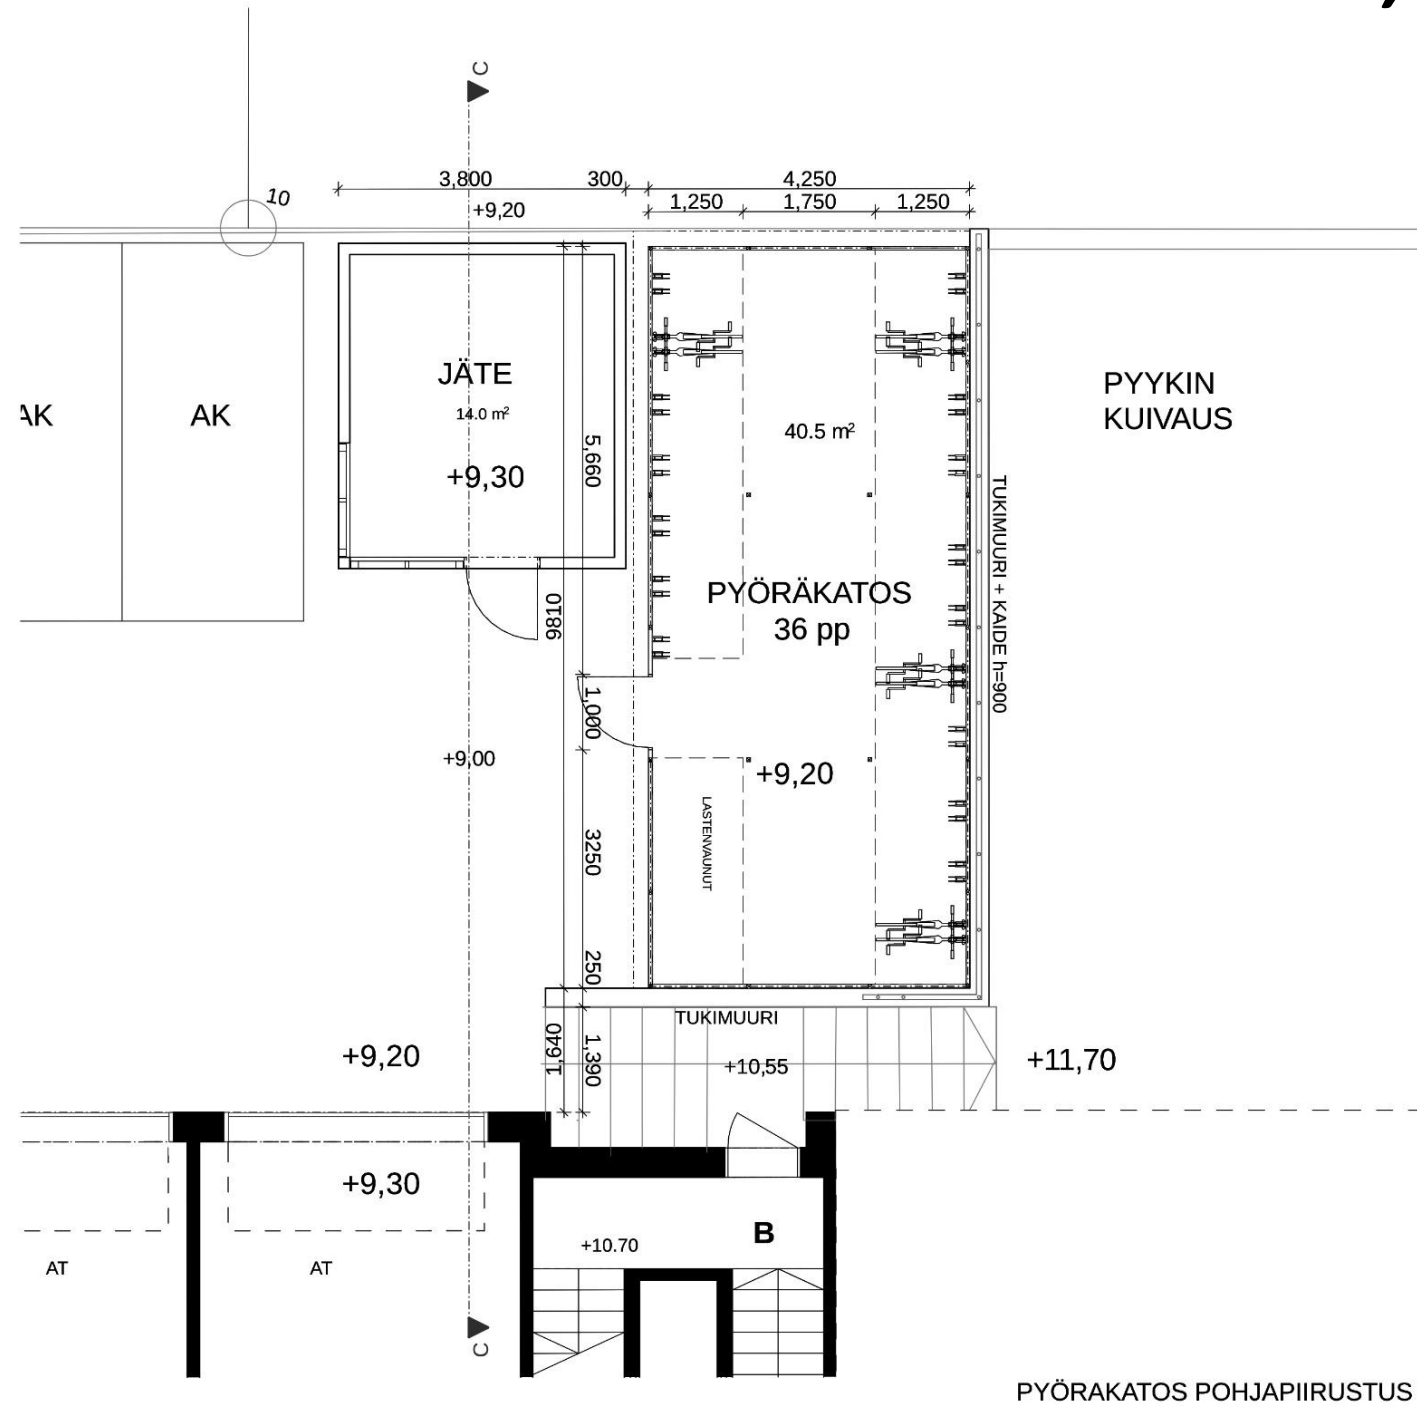 C
10
3,800
300
4,250
1,250
1,750
1,250
+9,20
JÄTE
14.0 m²
+9,30
AK
AK
5,660
40.5 m²
PYYKIN
KUIVAUS
TUKIMUURI + KAIDE h=900
PYÖRÄKATOS
36 pp
9810
1,000
+9,00
+9,20
LASTENVAUNUT
3250
250
TUKIMUURI
1,640
1,390
+9,20
+10,55
+11,70
+9,30
B
+10.70
AT
AT
C
PYÖRAKATOS POHJAPIIRUSTUS